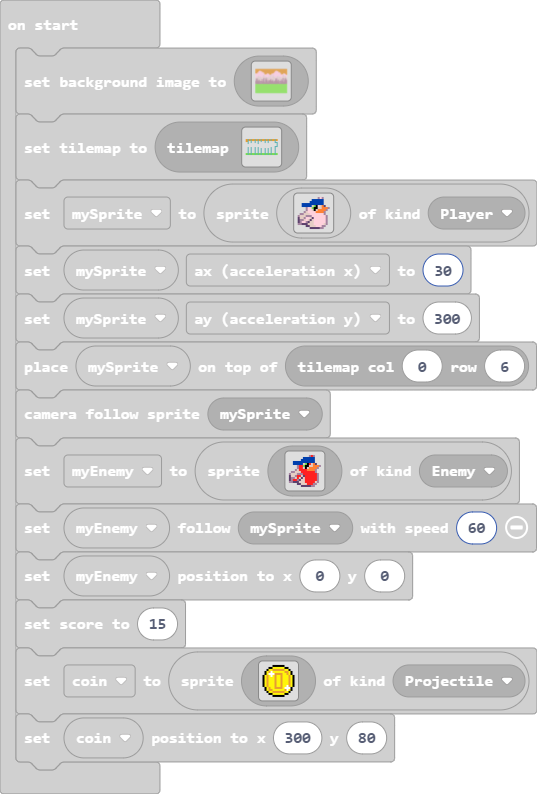 on start
set background image to
set tilemap to tilemap
set mySprite to sprite of kind Player
set mySprite ax (acceleration x) to 30
set mySprite ay (acceleration y) to 300
place mySprite on top of tilemap col 0 row 6
camera follow sprite mySprite
set myEnemy to sprite of kind Enemy
set myEnemy follow mySprite with speed 60
set myEnemy position to x 0 y 0
set score to 15
set coin to sprite of kind Projectile
set coin position to x 300 y 80